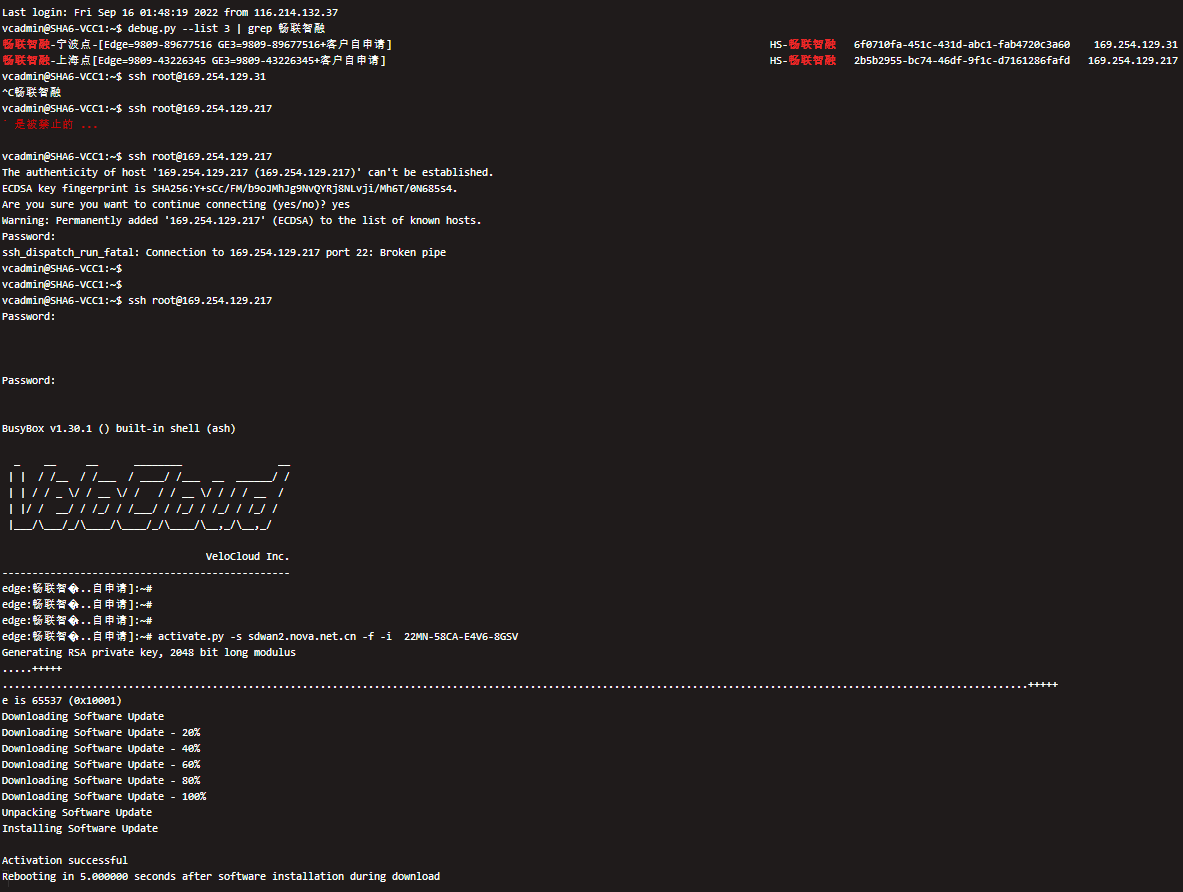 Last login: Fri Sep 16 01:48:19 2022 from 116.214.132.37
vcadmin@SHA6-VCC1:~$ debug.py --list 3 | grep 畅联智融
畅联智融-宁波点-[Edge=9809-89677516 GE3=9809-89677516+客户自申请] HS-畅联智融 6f0710fa-451c-431d-abc1-fab4720c3a60 169.254.129.31
畅联智融-上海点[Edge=9809-43226345 GE3=9809-43226345+客户自申请] HS-畅联智融 2b5b2955-bc74-46df-9f1c-d7161286fafd 169.254.129.217
vcadmin@SHA6-VCC1:~$ ssh root@169.254.129.31
^C畅联智融
vcadmin@SHA6-VCC1:~$ ssh root@169.254.129.217
` 是被禁止的 ...
vcadmin@SHA6-VCC1:~$ ssh root@169.254.129.217
The authenticity of host '169.254.129.217 (169.254.129.217)' can't be established.
ECDSA key fingerprint is SHA256:Y+sCc/FM/b9oJMhJg9NvQYRj8NLvji/Mh6T/0N685s4.
Are you sure you want to continue connecting (yes/no)? yes
Warning: Permanently added '169.254.129.217' (ECDSA) to the list of known hosts.
Password:
ssh_dispatch_run_fatal: Connection to 169.254.129.217 port 22: Broken pipe
vcadmin@SHA6-VCC1:~$
vcadmin@SHA6-VCC1:~$
vcadmin@SHA6-VCC1:~$ ssh root@169.254.129.217
Password:
Password:
BusyBox v1.30.1 () built-in shell (ash)
VeloCloud
VeloCloud Inc.
------------------------------------------------
edge:畅联智�..自申请]:~#
edge:畅联智�..自申请]:~#
edge:畅联智�..自申请]:~#
edge:畅联智�..自申请]:~# activate.py -s sdwan2.nova.net.cn -f -i  22MN-58CA-E4V6-8GSV
Generating RSA private key, 2048 bit long modulus
.....+++++
...........................................................................................................................................................................+++++
e is 65537 (0x10001)
Downloading Software Update
Downloading Software Update - 20%
Downloading Software Update - 40%
Downloading Software Update - 60%
Downloading Software Update - 80%
Downloading Software Update - 100%
Unpacking Software Update
Installing Software Update
Activation successful
Rebooting in 5.000000 seconds after software installation during download